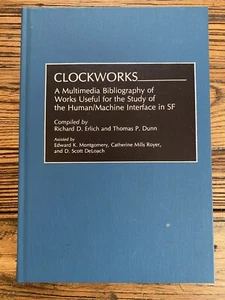 CLOCKWORKS
A Multimedia Bibliography of
Works Useful for the Study of
the Human/Machine Interface in SF
Compiled by
Richard D. Erlich and Thomas P. Dunn
Assisted by
Edward K. Montgomery, Catherine Mills Royer,
and D. Scott DeLoach